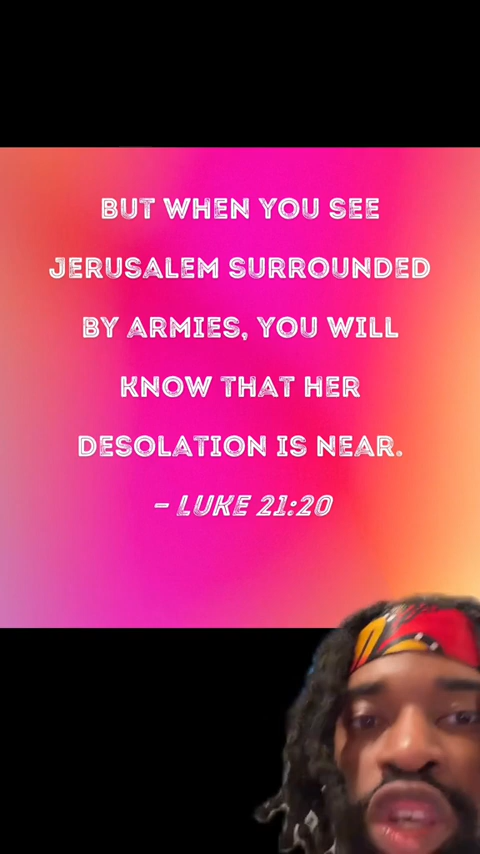 BUT WHEN YOU SEE
JERUSALEM SURROUNDED
BY ARMIES, YOU WILL
KNOW THAT HER
DESOLATION IS NEAR.
– LUKE 21:20